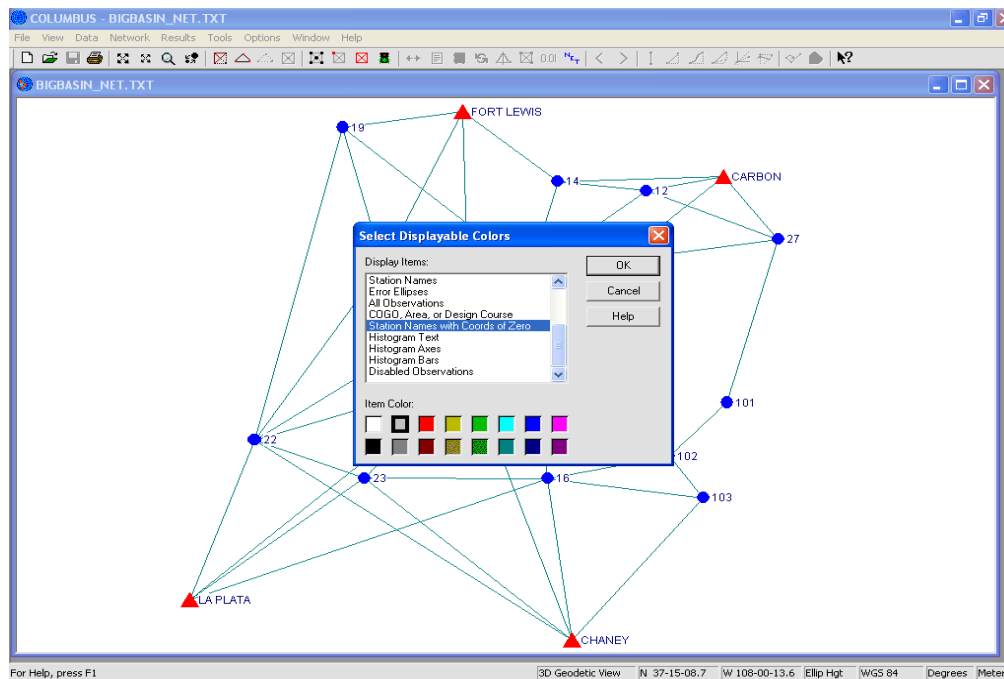 COLUMBUS - BIGBASIN_NET.TXT
File View Data Network Results Tools Options Window Help
0.01 N E T
BIGBASIN_NET.TXT
FORT LEWIS
19
14
CARBON
12
27
Select Displayable Colors
Display Items:
OK
Station Names
Error Ellipses
Cancel
All Observations
COGO, Area, or Design Course
Help
Station Names with Coords of Zero
Histogram Text
Histogram Axes
Histogram Bars
Disabled Observations
Item Color:
101
22
102
23
16
103
LA PLATA
CHANEY
For Help, press F1
3D Geodetic View N 37-15-08.7 W 108-00-13.6 Ellip Hgt WGS 84 Degrees Meter